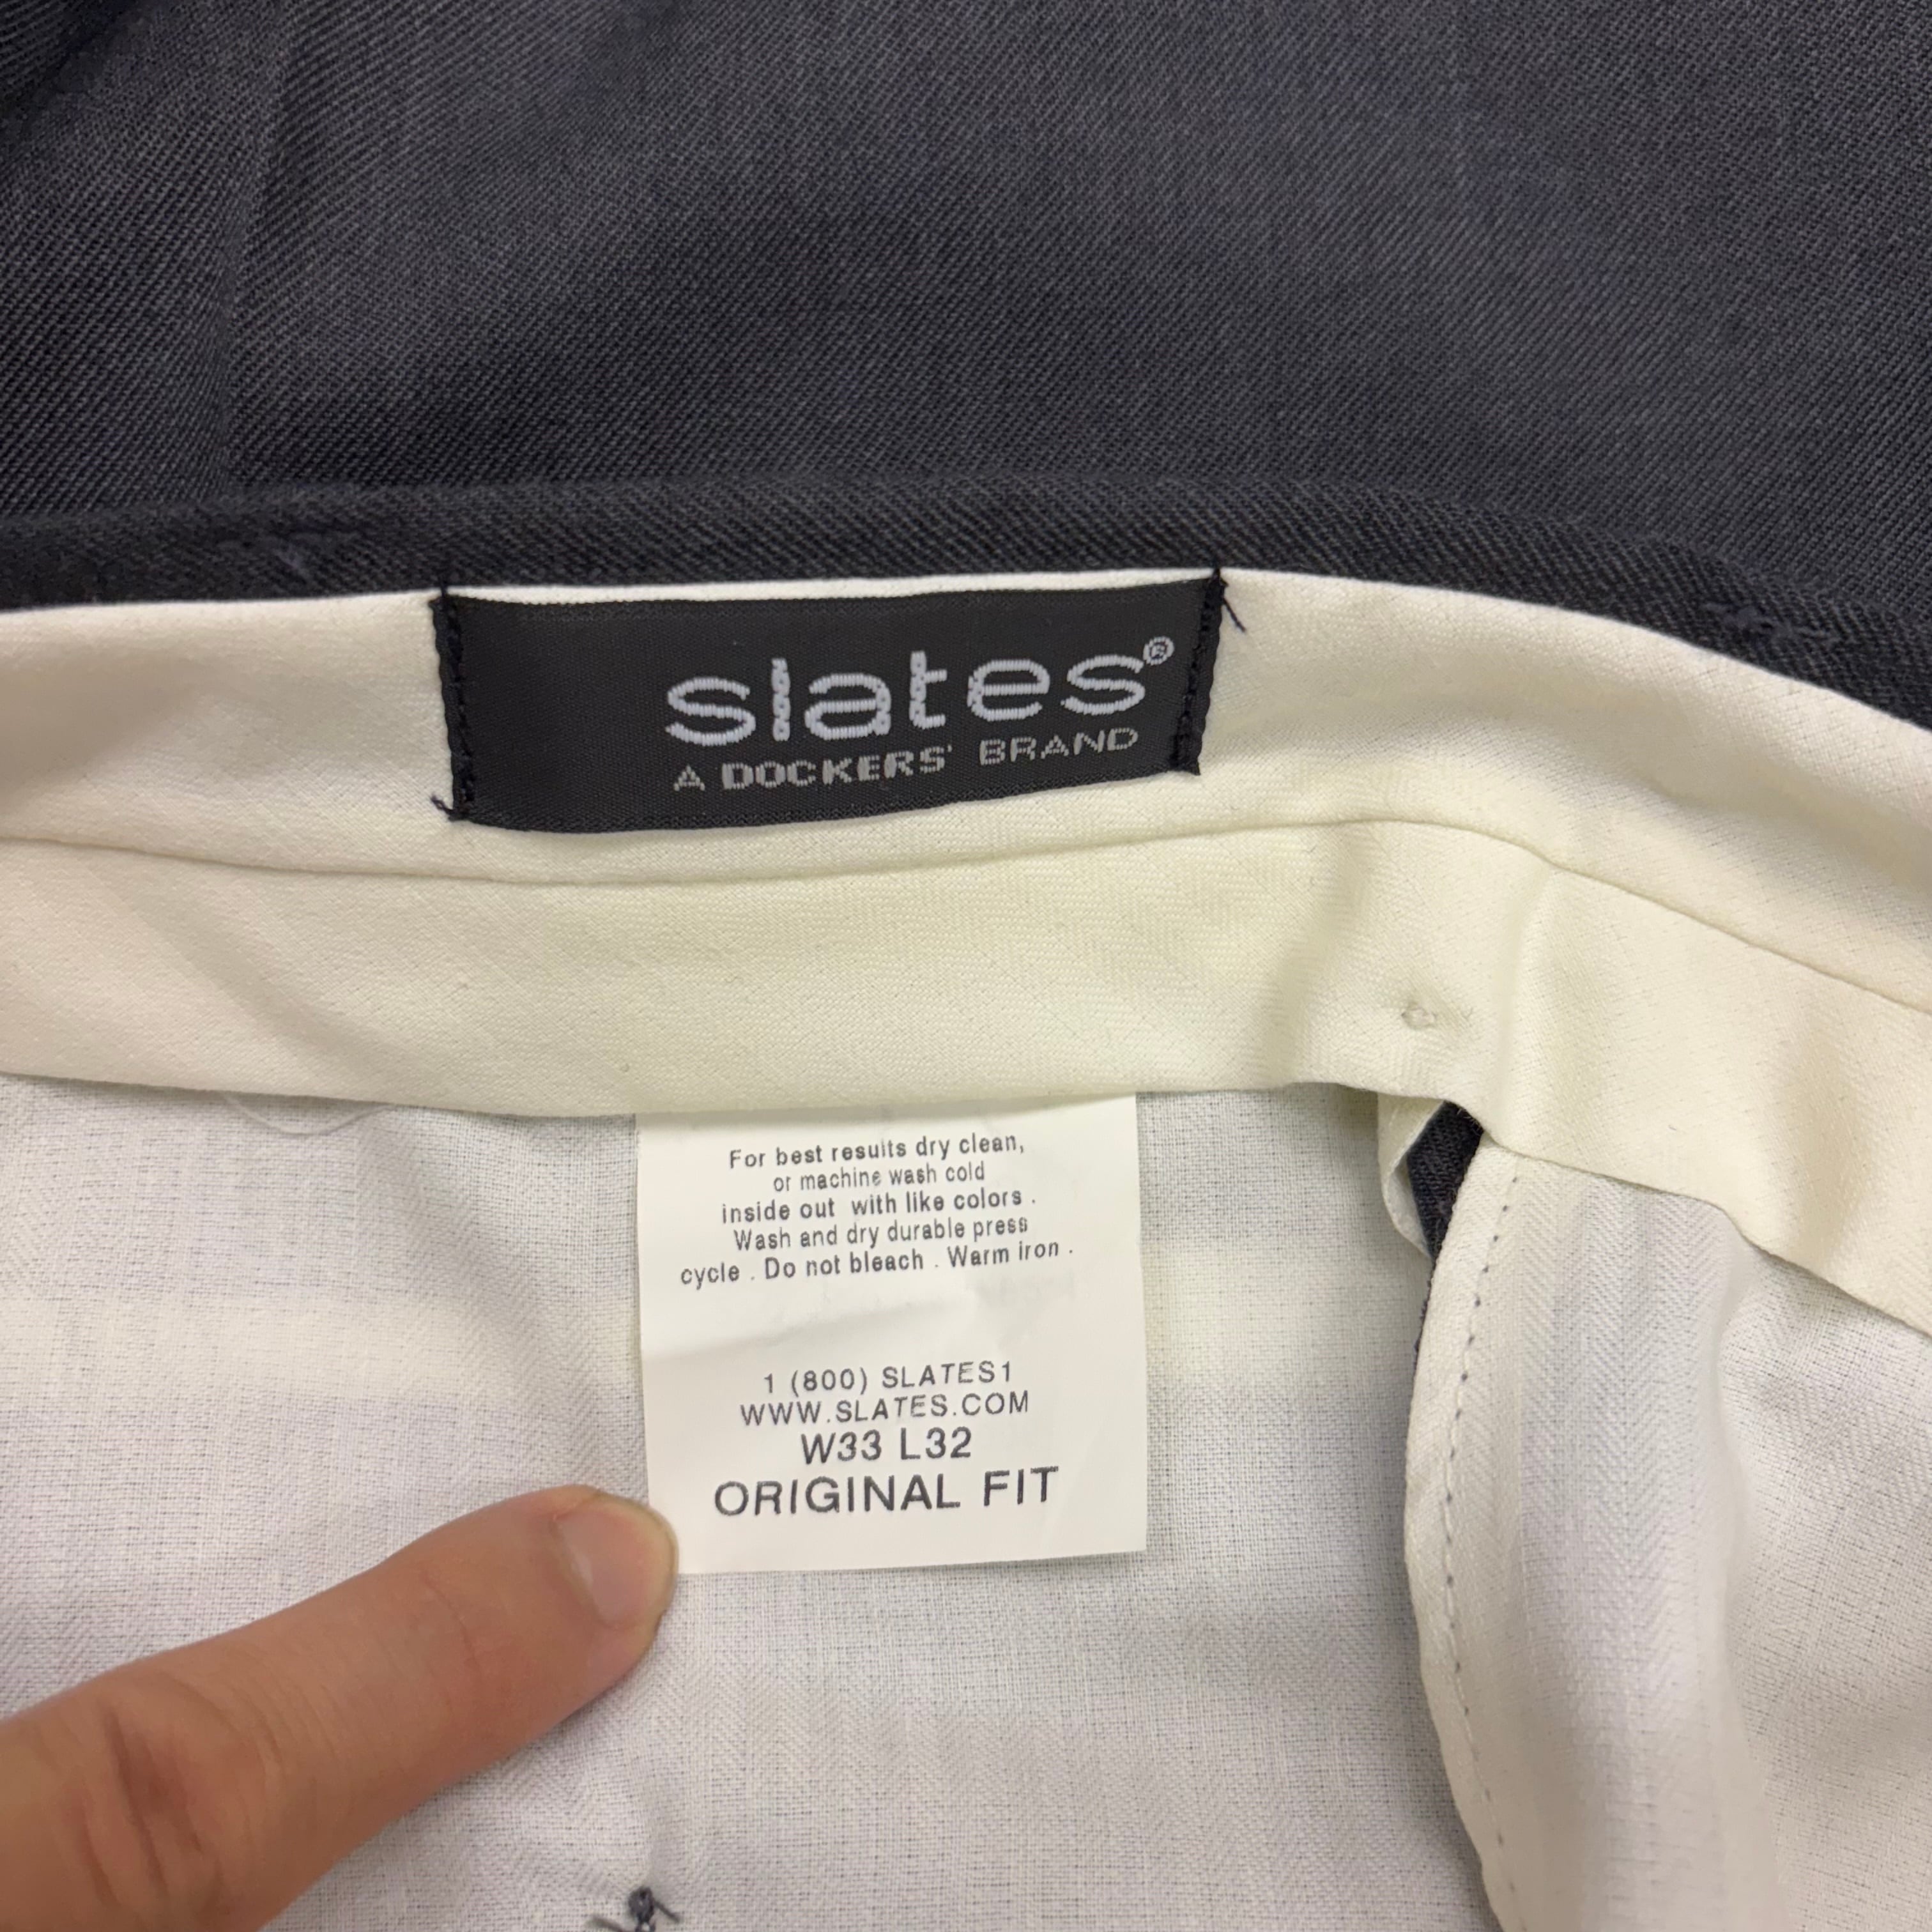 slates®
A DOCKERS® BRAND
For best results dry clean,
or machine wash cold
inside out with like colors .
Wash and dry durable press
cycle . Do not bleach . Warm iron .
1 (800) SLATES1
WWW.SLATES.COM
W33 L32
ORIGINAL FIT